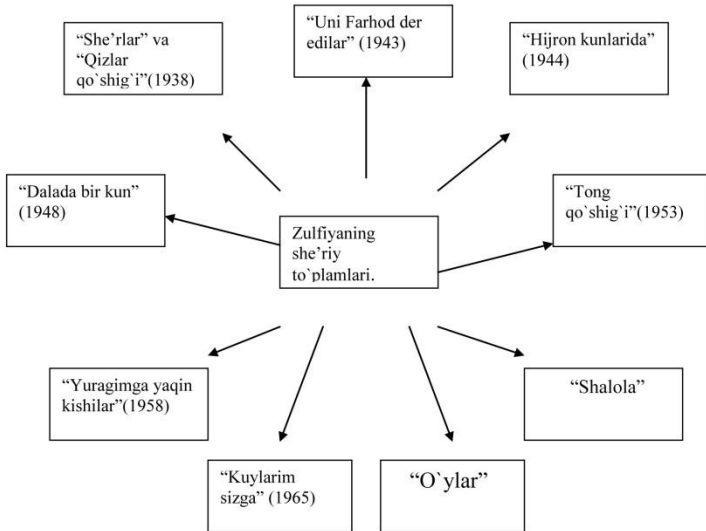 “She’rlar” va
“Qizlar
qo`shig`i”(1938)
“Uni Farhod der
edilar” (1943)
“Hijron kunlarida”
(1944)
“Dalada bir kun”
(1948)
Zulfiyaning
she’riy
to`plamlari.
“Tong
qo`shig`i”(1953)
“Yuragimga yaqin
kishilar”(1958)
“Kuylarim
sizga” (1965)
“O`ylar”
“Shalola”